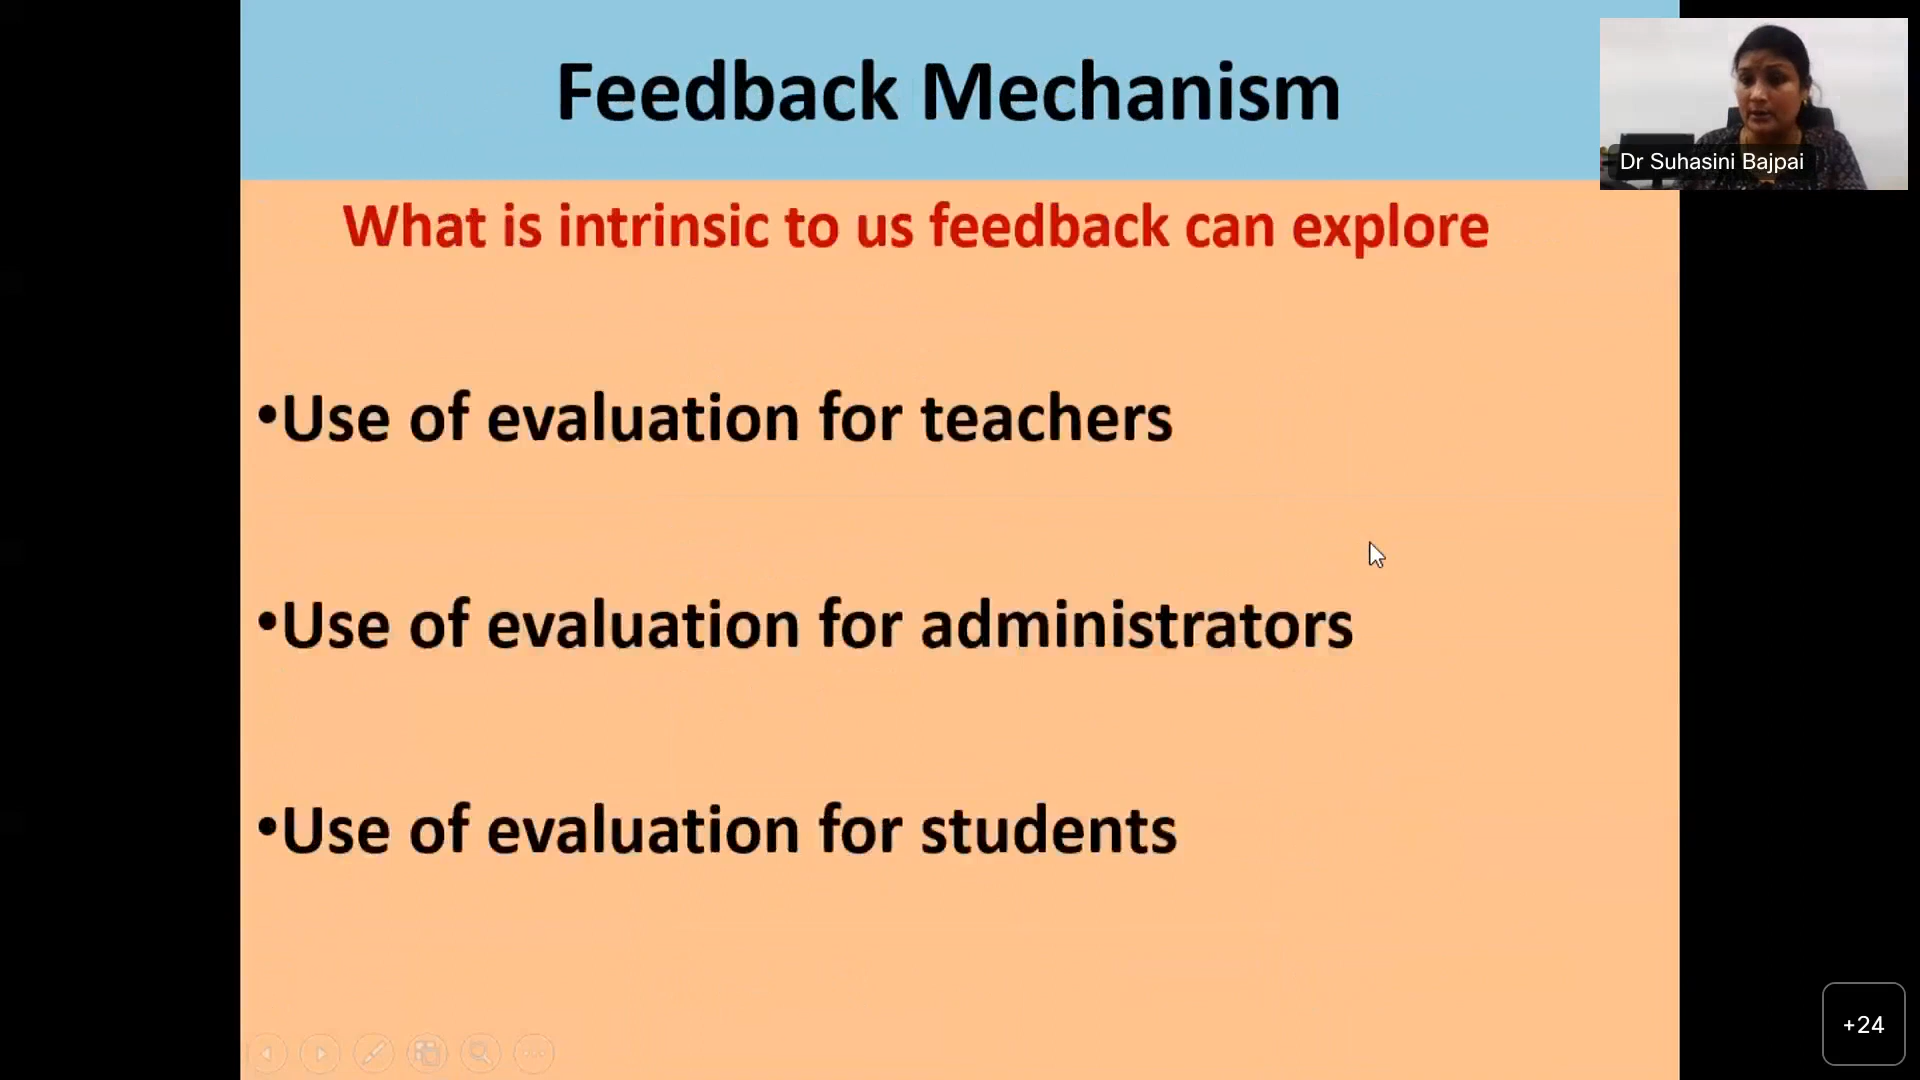 Feedback Mechanism
Dr Suhasini Bajpai
What is intrinsic to us feedback can explore
•Use of evaluation for teachers
•Use of evaluation for administrators
•Use of evaluation for students
+24